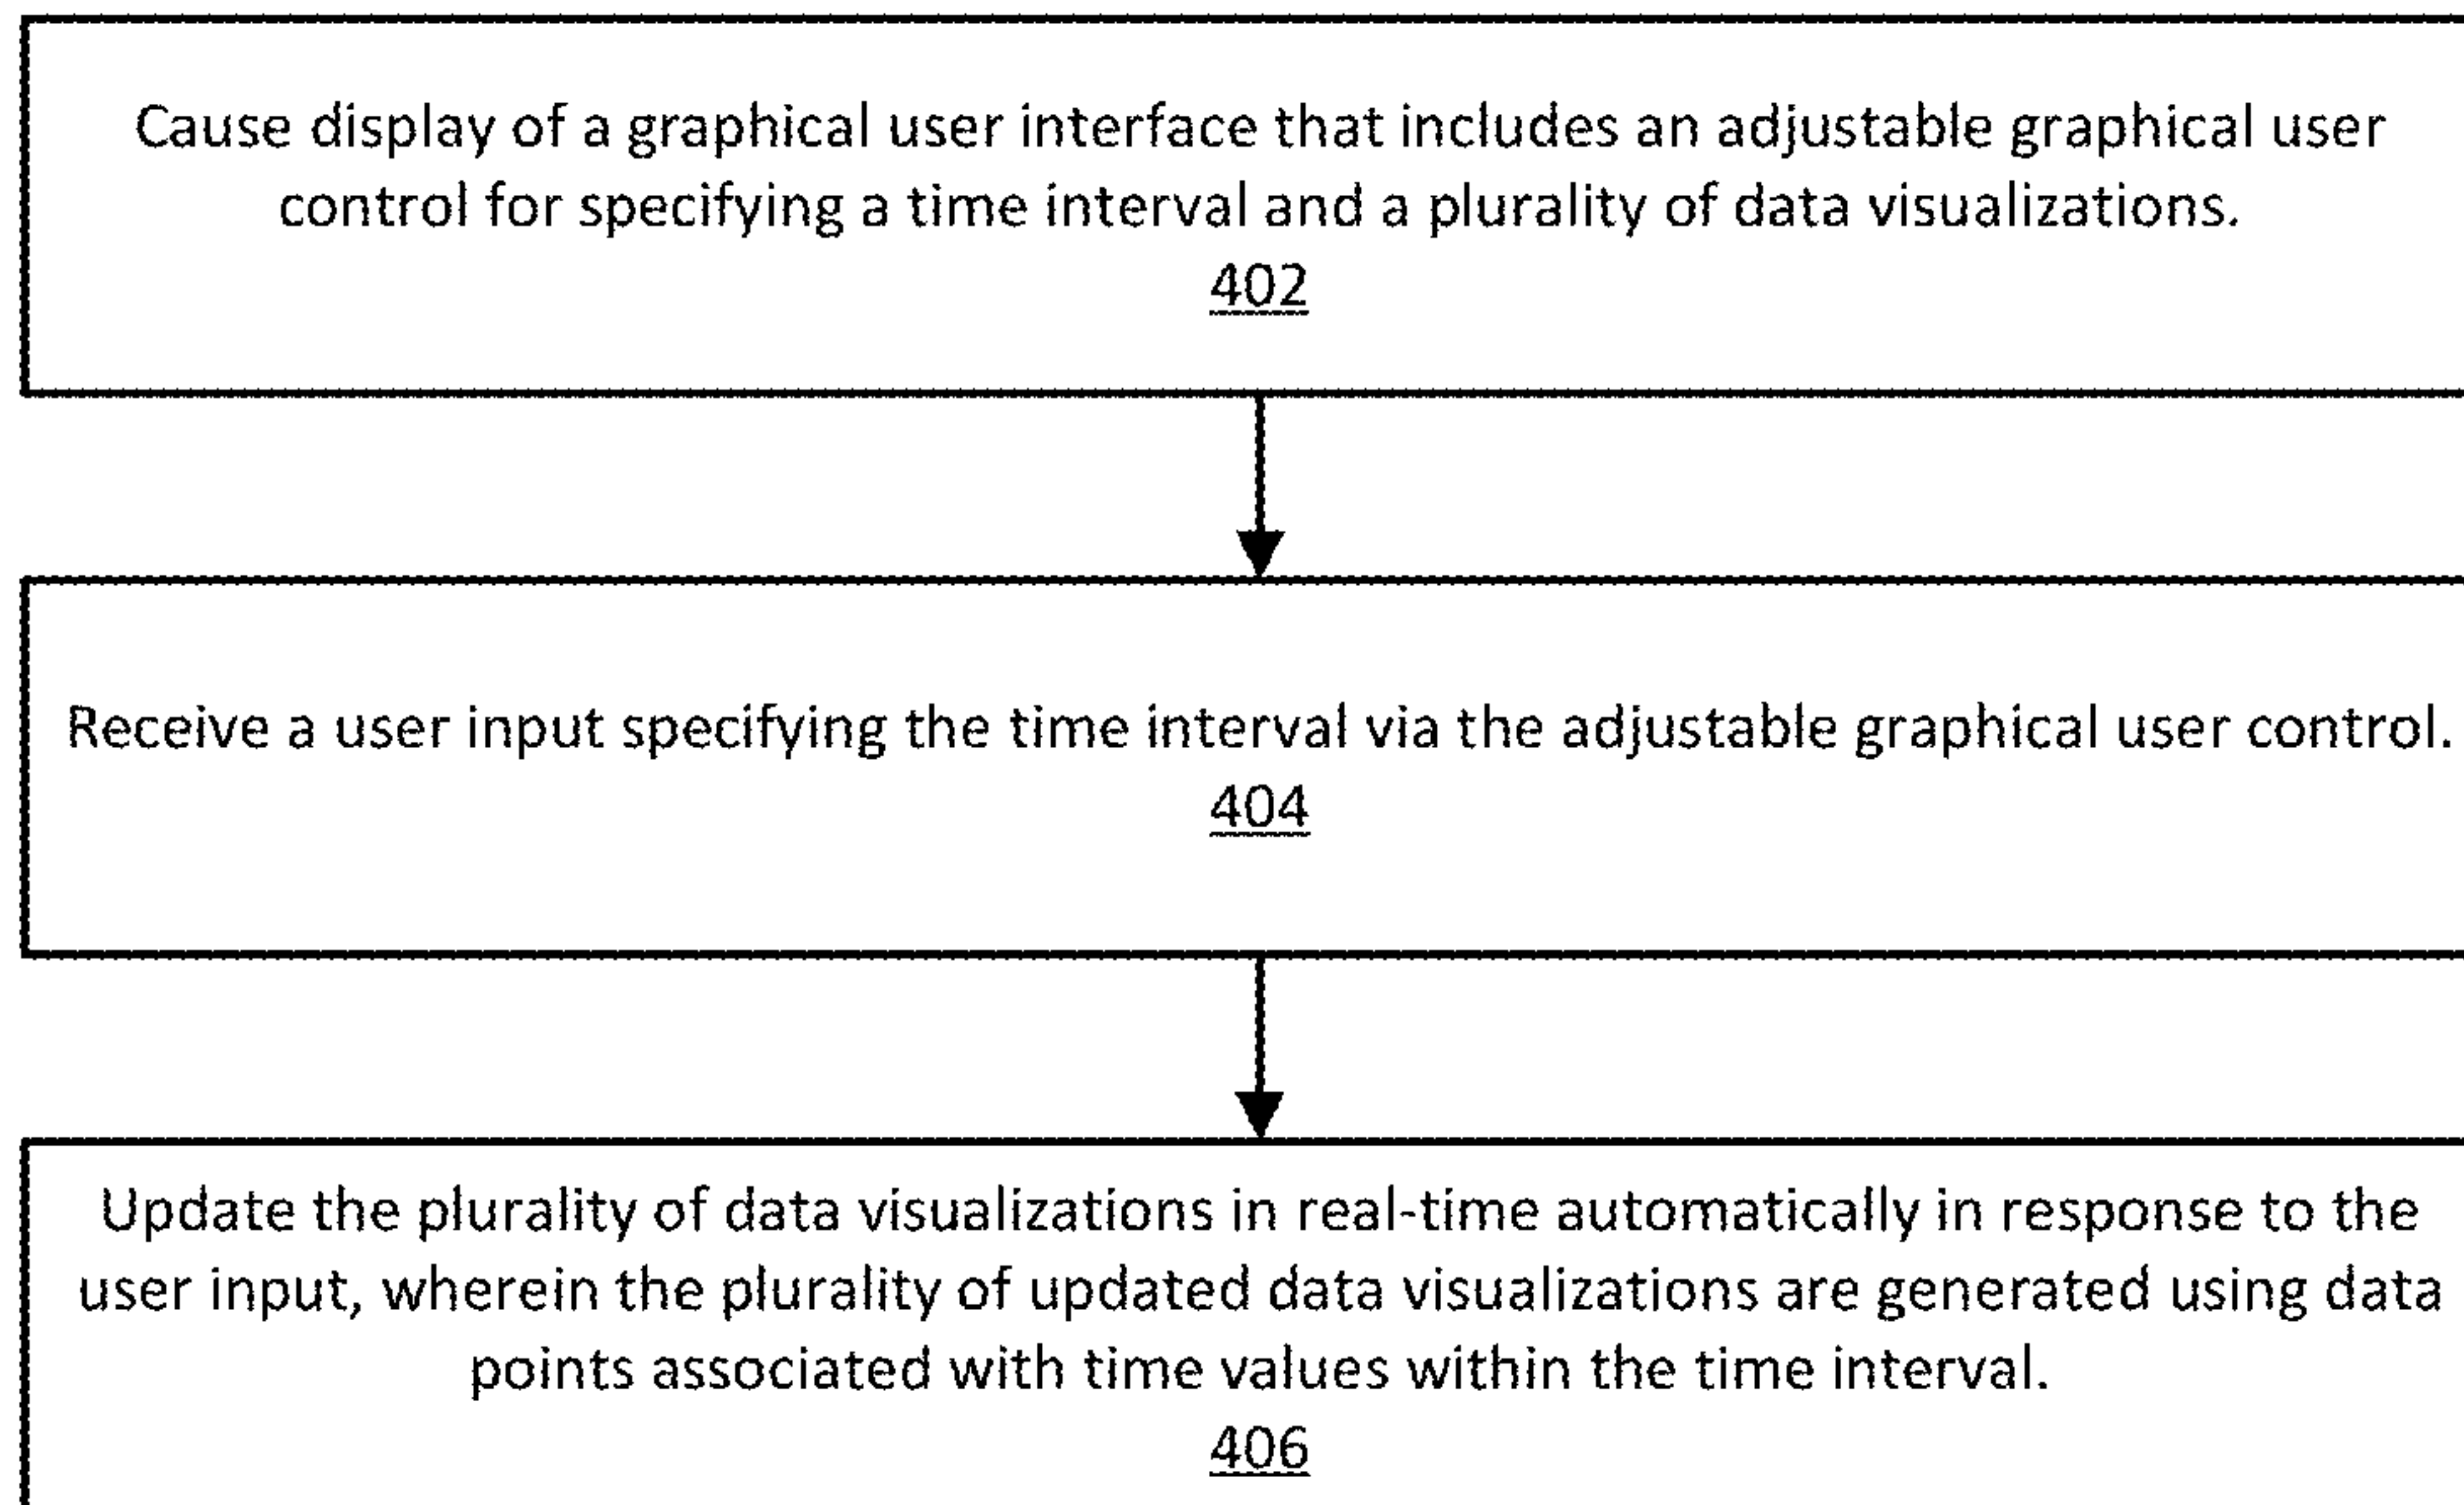 Cause display of a graphical user interface that includes an adjustable graphical user
control for specifying a time interval and a plurality of data visualizations.
402
Receive a user input specifying the time interval via the adjustable graphical user control.
404
Update the plurality of data visualizations in real-time automatically in response to the
user input, wherein the plurality of updated data visualizations are generated using data
points associated with time values within the time interval.
406